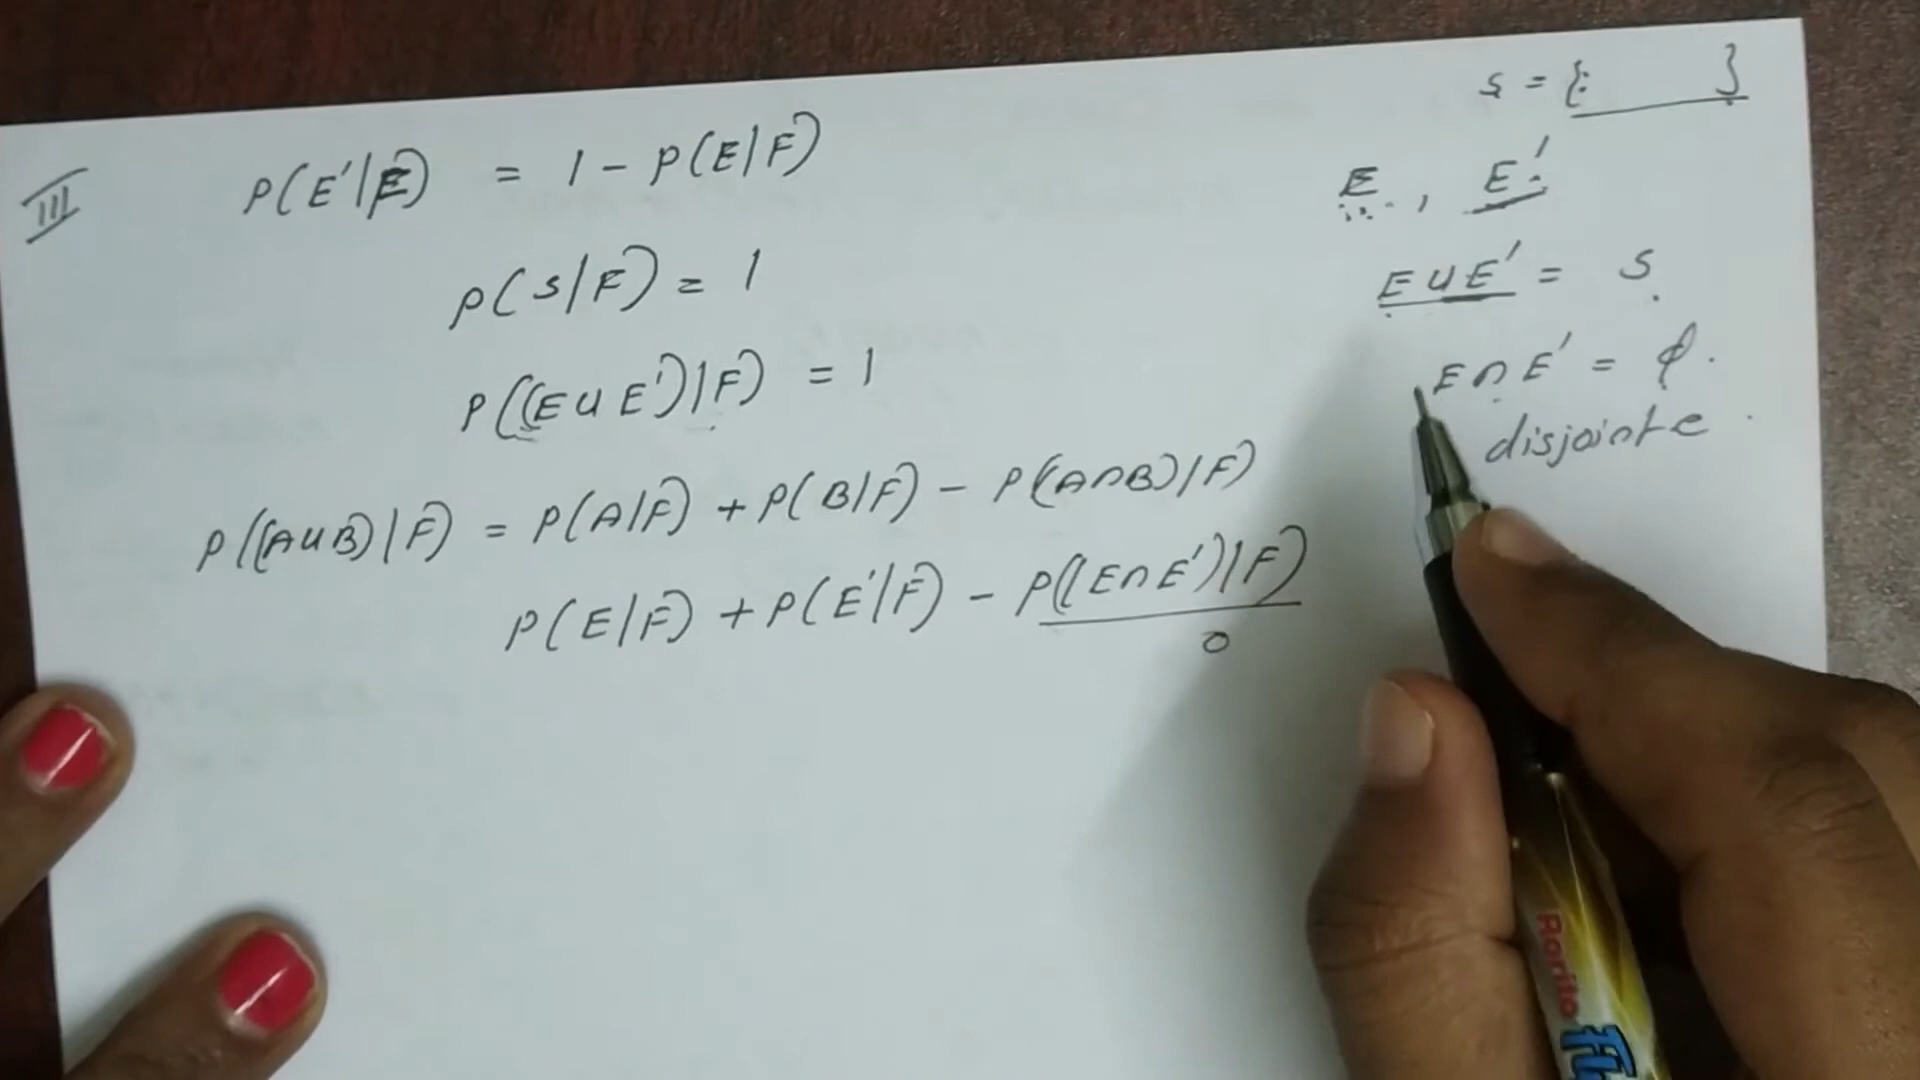 III P(E'|F) = 1 - P(E|F)
P(S|F) = 1
P((E∪E')|F) = 1
P((A∪B)|F) = P(A|F) + P(B|F) - P((A∩B)|F)
P(E|F) + P(E'|F) - P((E∩E')|F)
0
S = { }
E , E'
E∪E' = S
E∩E' = φ.
disjointe
Rorito